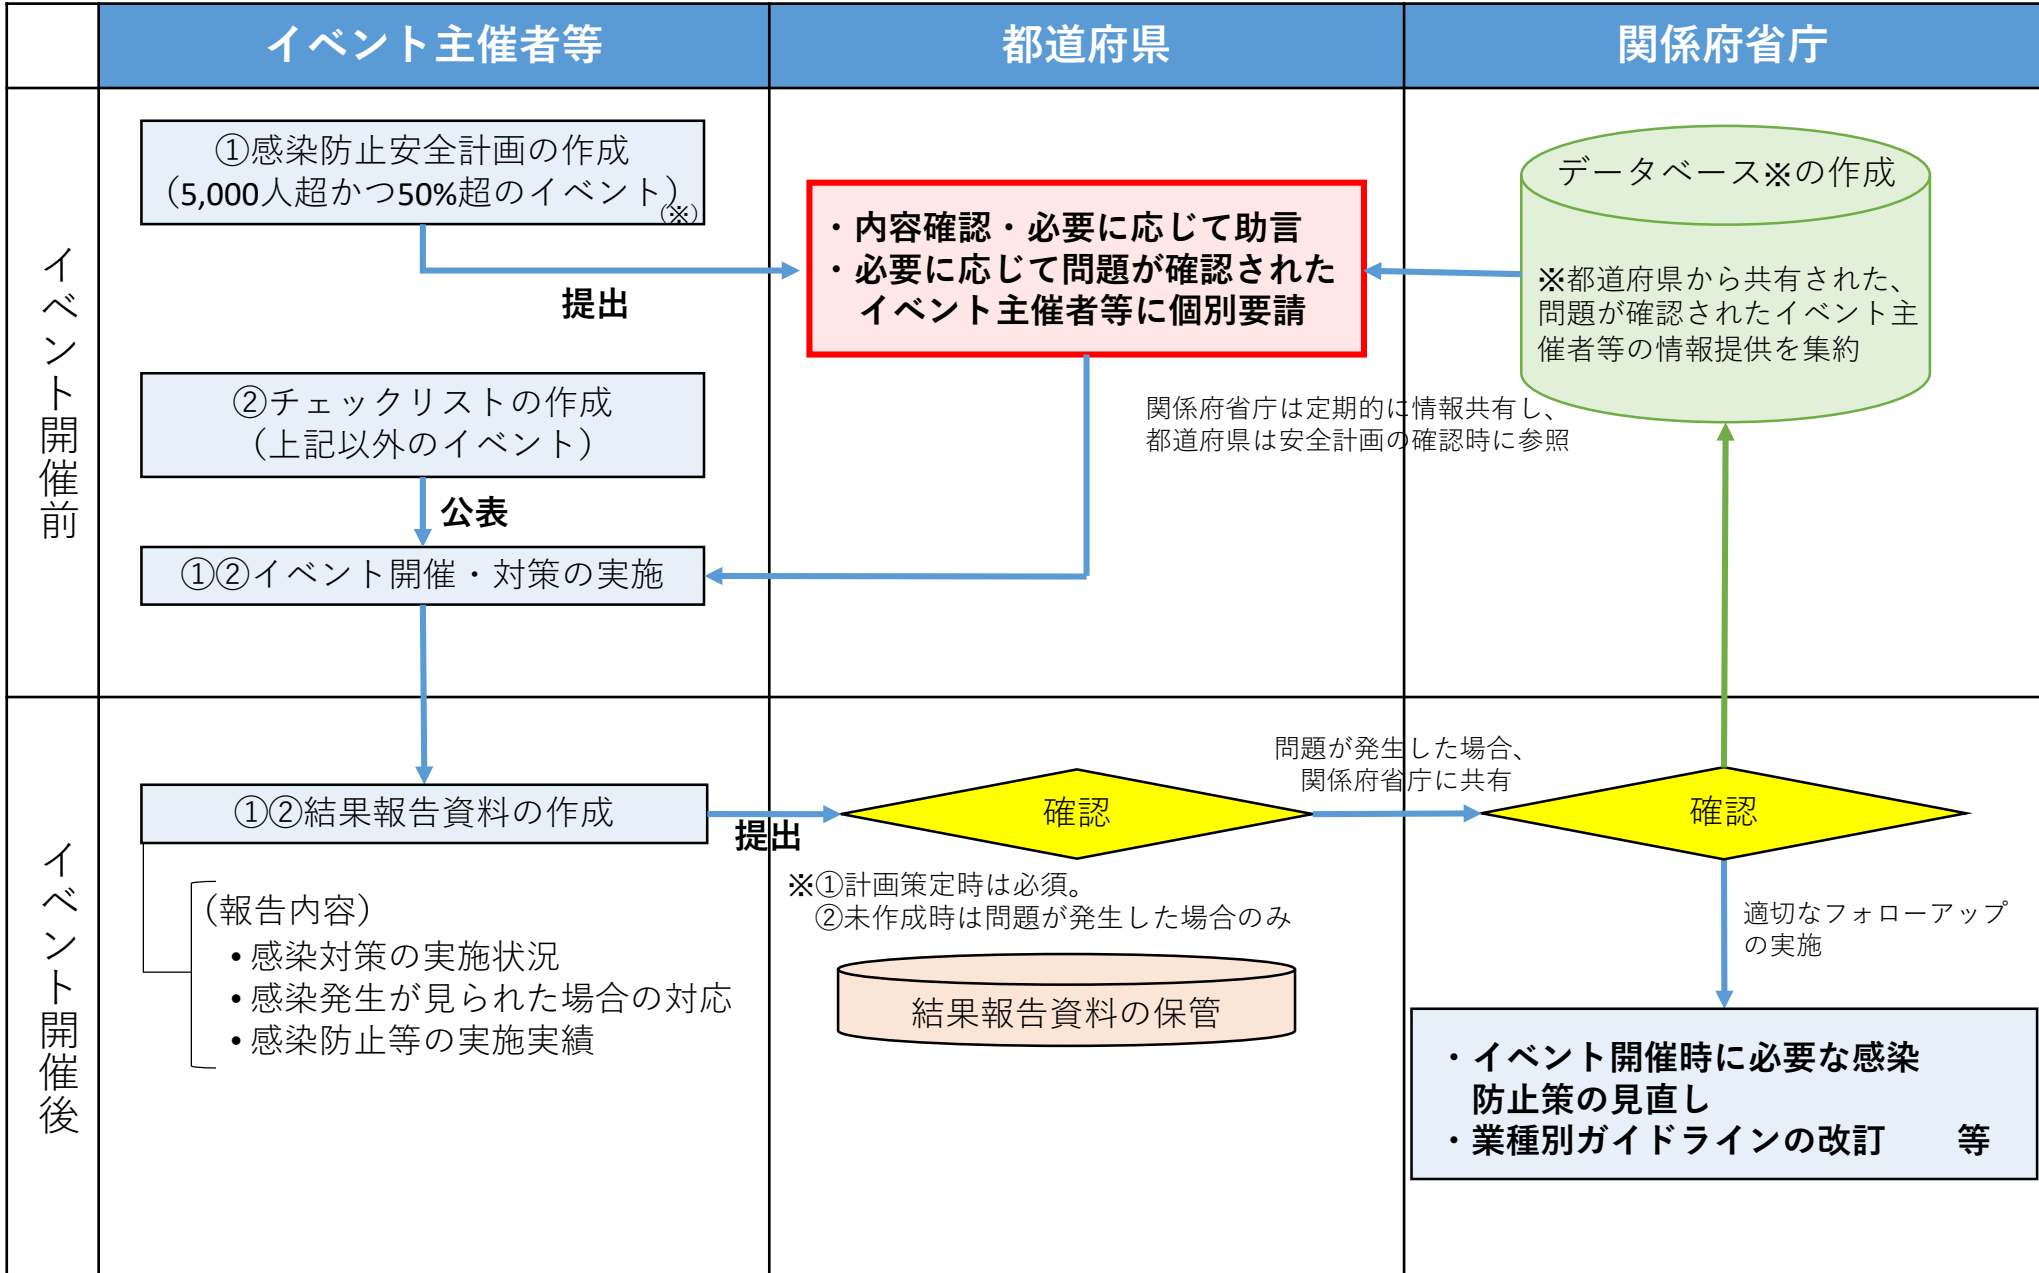 イベント主催者等
都道府県
関係府省庁
イベント開催前
①感染防止安全計画の作成
（5,000人超かつ50%超のイベント）
(※)
提出
②チェックリストの作成
（上記以外のイベント）
公表
①②イベント開催・対策の実施
・内容確認・必要に応じて助言
・必要に応じて問題が確認された
イベント主催者等に個別要請
関係府省庁は定期的に情報共有し、
都道府県は安全計画の確認時に参照
データベース※の作成
※都道府県から共有された、
問題が確認されたイベント主
催者等の情報提供を集約
イベント開催後
①②結果報告資料の作成
提出
（報告内容）
• 感染対策の実施状況
• 感染発生が見られた場合の対応
• 感染防止等の実施実績
確認
※①計画策定時は必須。
②未作成時は問題が発生した場合のみ
結果報告資料の保管
問題が発生した場合、
関係府省庁に共有
確認
適切なフォローアップ
の実施
・イベント開催時に必要な感染
防止策の見直し
・業種別ガイドラインの改訂　　等